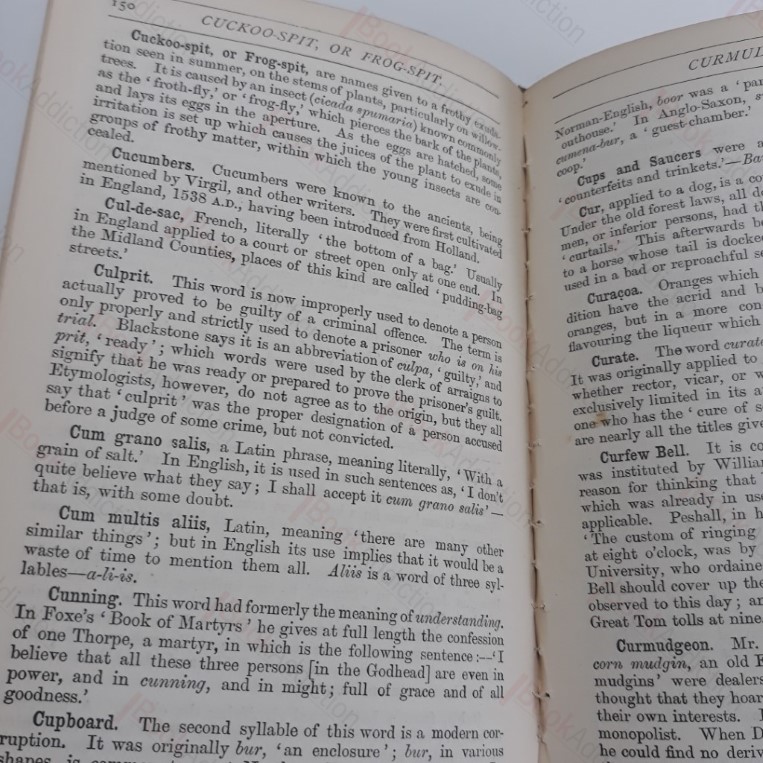 150
CUCKOO-SPIT, OR FROG-SPIT.
Cuckoo-spit, or Frog-spit, are names given to a frothy exuda-
tion seen in summer, on the stems of plants, particularly on willow-
trees. It is caused by an insect (cicada spumaria) known commonly
as the ‘froth-fly,’ or ‘frog-fly,’ which pierces the bark of the plants,
and lays its eggs in the aperture. As the eggs are hatched, some
irritation is set up which causes the juices of the plant to exude in
groups of frothy matter, within which the young insects are con-
cealed.
Cucumbers. Cucumbers were known to the ancients, being
mentioned by Virgil, and other writers. They were first cultivated
in England, 1538 A.D., having been introduced from Holland.
Cul-de-sac, French, literally ‘the bottom of a bag.’ Usually
in England applied to a court or street open only at one end. In
the Midland Counties, places of this kind are called ‘pudding-bag
streets.’
Culprit. This word is now improperly used to denote a person
actually proved to be guilty of a criminal offence. The term is
only properly and strictly used to denote a prisoner who is on his
trial. Blackstone says it is an abbreviation of culpa, ‘guilty,’ and
prit, ‘ready’; which words were used by the clerk of arraigns to
signify that he was ready or prepared to prove the prisoner's guilt.
Etymologists, however, do not agree as to the origin, but they all
say that ‘culprit’ was the proper designation of a person accused
before a judge of some crime, but not convicted.
Cum grano salis, a Latin phrase, meaning literally, ‘With a
grain of salt.’ In English, it is used in such sentences as, ‘I don't
quite believe what they say; I shall accept it cum grano salis’—
that is, with some doubt.
Cum multis aliis, Latin, meaning ‘there are many other
similar things’; but in English its use implies that it would be a
waste of time to mention them all. Aliis is a word of three syl-
lables—a-li-is.
Cunning. This word had formerly the meaning of understanding.
In Foxe's ‘Book of Martyrs’ he gives at full length the confession
of one Thorpe, a martyr, in which is the following sentence:—‘I
believe that all these three persons [in the Godhead] are even in
power, and in cunning, and in might; full of grace and of all
goodness.’
Cupboard. The second syllable of this word is a modern cor-
ruption. It was originally bur, ‘an enclosure’; bur, in various
CURMUD
Norman-English, boor was a
outhouse.’ In Anglo-Saxon,
cumena-bur, a ‘guest-chamber.’
coop.’
Cups and Saucers were
‘counterfeits and trinkets.’—
Cur, applied to a dog, is a
Under the old forest laws, all
men, or inferior persons, had
‘curtails.’ This afterwards
to a horse whose tail is docked
used in a bad or reproachful
Curaçoa. Oranges which
dition have the acrid and
oranges, but in a more
flavouring the liqueur which
Curate. The word
It was originally applied to
whether rector, vicar, or
exclusively limited in its
one who has the ‘cure of
are nearly all the titles
Curfew Bell. It is
was instituted by
reason for thinking that
which was already in
applicable. Peshall, in
‘The custom of ringing
at eight o'clock, was by
University, who
Bell should cover up the
observed to this day;
Great Tom tolls at nine
Curmudgeon. Mr.
corn mudgin, an old
mudgins’ were dealers
thought that they
their own interests.
monopolist. When
he could find no